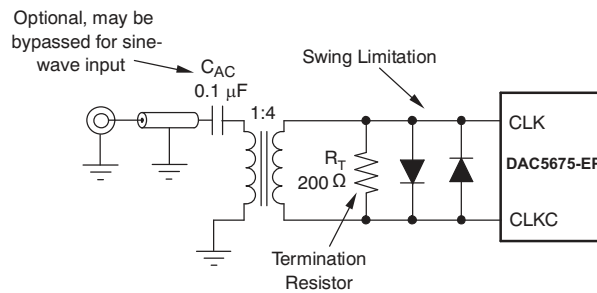 Optional, may be
bypassed for sine-
wave input
C_AC
0.1 μF
1:4
Swing Limitation
R_T
200 Ω
Termination
Resistor
CLK
DAC5675-EP
CLKC